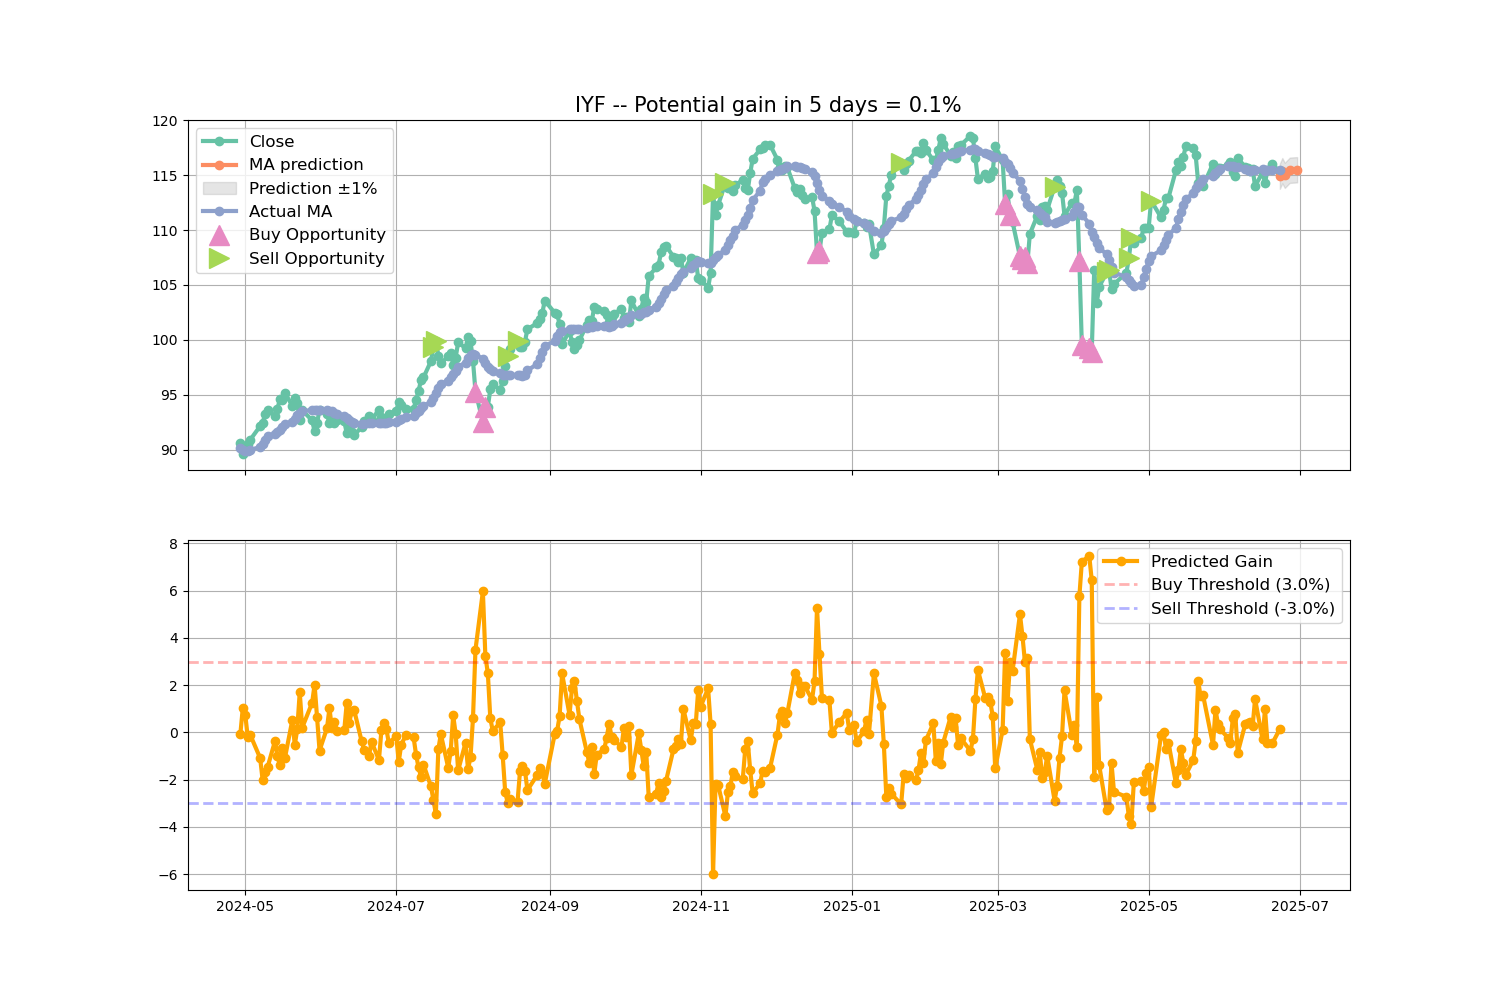 IYF -- Potential gain in 5 days = 0.1%
120
115
110
105
100
95
90
Close
MA prediction
Prediction ±1%
Actual MA
Buy Opportunity
Sell Opportunity
8
6
4
2
0
−2
−4
−6
Predicted Gain
Buy Threshold (3.0%)
Sell Threshold (-3.0%)
2024-05
2024-07
2024-09
2024-11
2025-01
2025-03
2025-05
2025-07